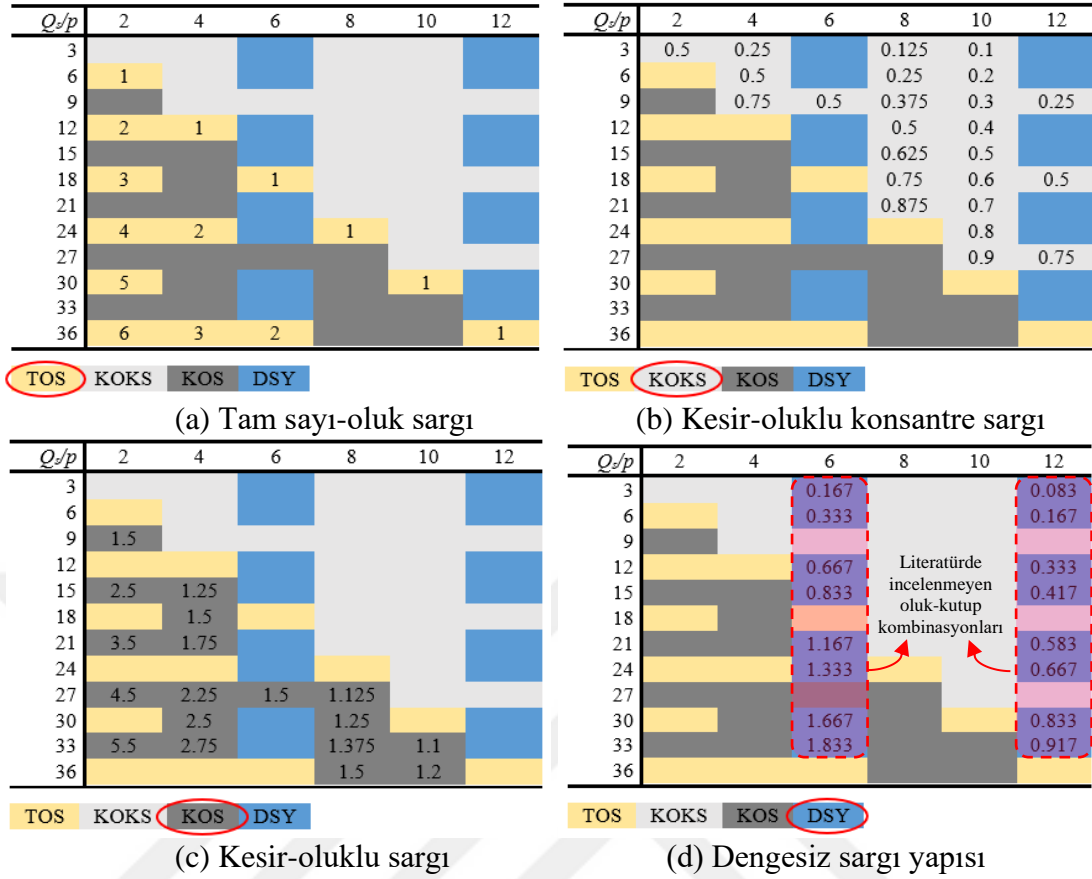 Qs/p 2 4 6 8 10 12
3
6 1
9
12 2 1
15
18 3 1
21
24 4 2 1
27
30 5 1
33
36 6 3 2 1
TOS KOKS KOS DSY
(a) Tam sayı-oluk sargı
Qs/p 2 4 6 8 10 12
3 0.5 0.25 0.125 0.1
6 0.5 0.25 0.2
9 0.75 0.5 0.375 0.3 0.25
12 0.5 0.4
15 0.625 0.5
18 0.75 0.6 0.5
21 0.875 0.7
24 0.8
27 0.9 0.75
30
33
36
TOS KOKS KOS DSY
(b) Kesir-oluklu konsantre sargı
Qs/p 2 4 6 8 10 12
3
6
9 1.5
12
15 2.5 1.25
18 1.5
21 3.5 1.75
24
27 4.5 2.25 1.5 1.125
30 2.5 1.25
33 5.5 2.75 1.375 1.1
36 1.5 1.2
TOS KOKS KOS DSY
(c) Kesir-oluklu sargı
Qs/p 2 4 6 8 10 12
3 0.167 0.083
6 0.333 0.167
9
12 0.667 0.333
15 0.833 0.417
18
21 1.167 0.583
24 1.333 0.667
27
30 1.667 0.833
33 1.833 0.917
36
Literatürde
incelenmeyen
oluk-kutup
kombinasyonları
TOS KOKS KOS DSY
(d) Dengesiz sargı yapısı